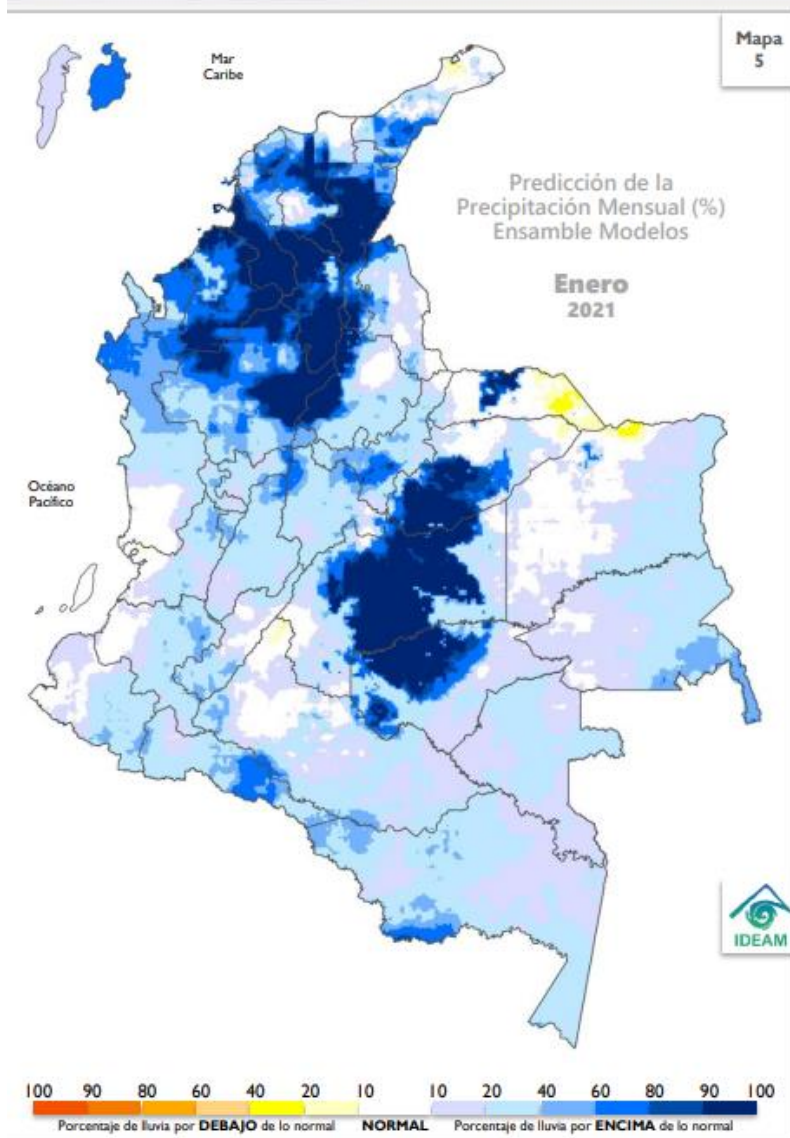 Mapa
5
Mar
Caribe
Predicción de la
Precipitación Mensual (%)
Ensamble Modelos
Enero
2021
Océano
Pacífico
IDEAM
100 90 80 60 40 20 10 10 20 40 60 80 90 100
Porcentaje de lluvia por DEBAJO de lo normal NORMAL Porcentaje de lluvia por ENCIMA de lo normal